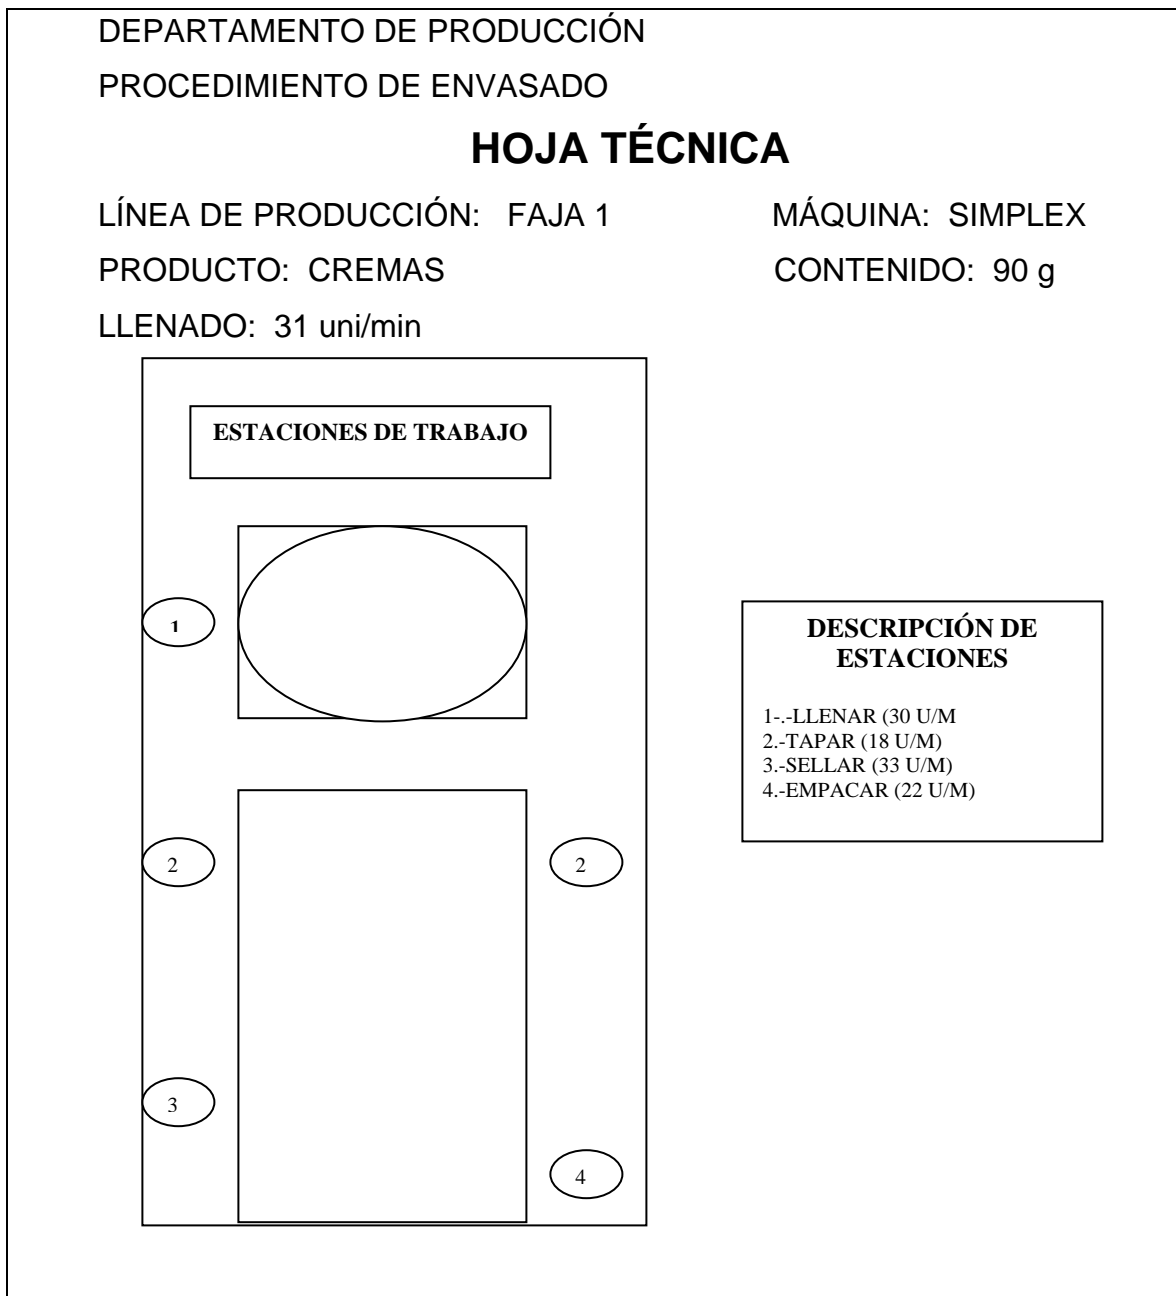 DEPARTAMENTO DE PRODUCCIÓN
PROCEDIMIENTO DE ENVASADO
HOJA TÉCNICA
LÍNEA DE PRODUCCIÓN: FAJA 1 MÁQUINA: SIMPLEX
PRODUCTO: CREMAS CONTENIDO: 90 g
LLENADO: 31 uni/min
ESTACIONES DE TRABAJO
1
2
2
3
4
DESCRIPCIÓN DE
ESTACIONES
1-.-LLENAR (30 U/M
2.-TAPAR (18 U/M)
3.-SELLAR (33 U/M)
4.-EMPACAR (22 U/M)